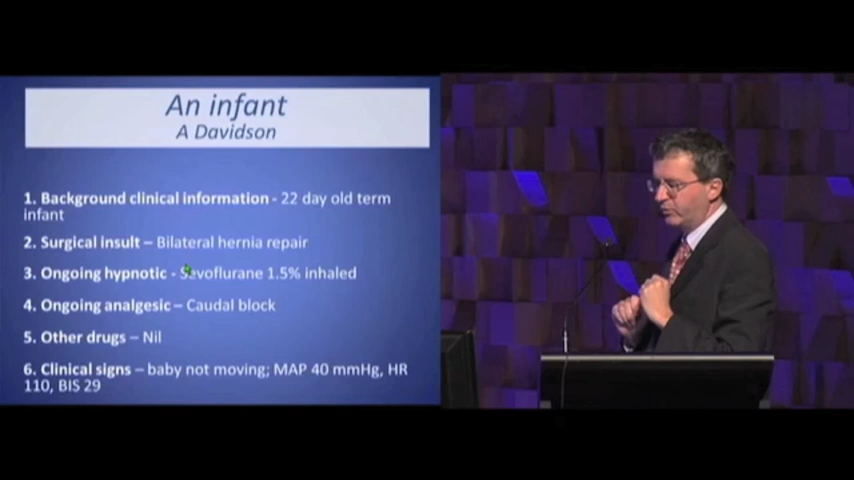 An infant
A Davidson
1. Background clinical information - 22 day old term
infant
2. Surgical insult – Bilateral hernia repair
3. Ongoing hypnotic - Sevoflurane 1.5% inhaled
4. Ongoing analgesic – Caudal block
5. Other drugs – Nil
6. Clinical signs – baby not moving; MAP 40 mmHg, HR
110, BIS 29